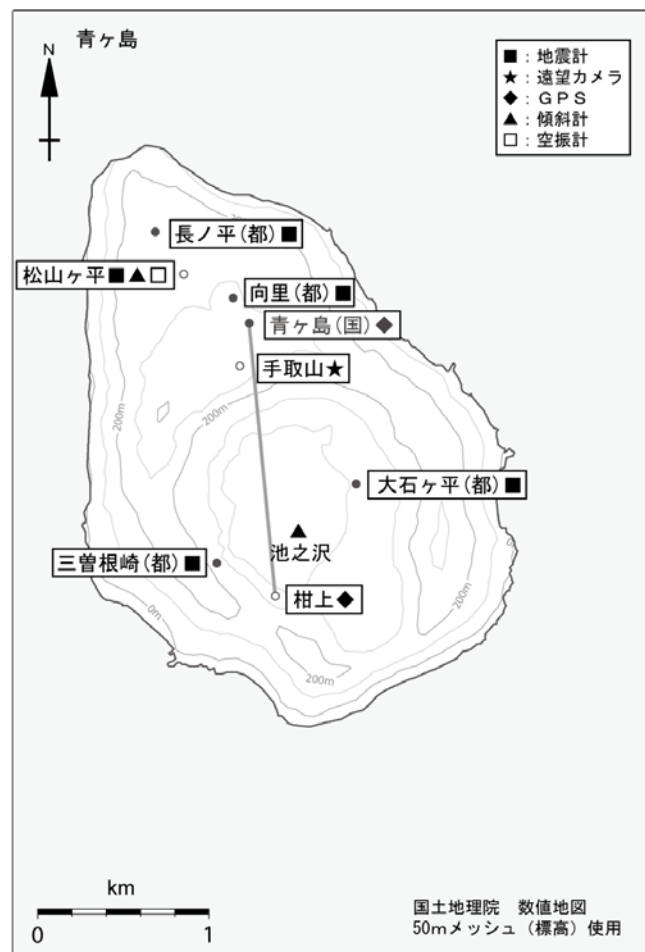 青ヶ島
N
■：地震計
★：遠望カメラ
◆：ＧＰＳ
▲：傾斜計
□：空振計
長ノ平(都)■
松山ヶ平■▲□
向里(都)■
青ヶ島(国)◆
手取山★
200m
200m
大石ヶ平(都)■
池之沢
三曽根崎(都)■
柑上◆
0m
200m
200m
km
0
1
国土地理院　数値地図
50mメッシュ（標高）使用